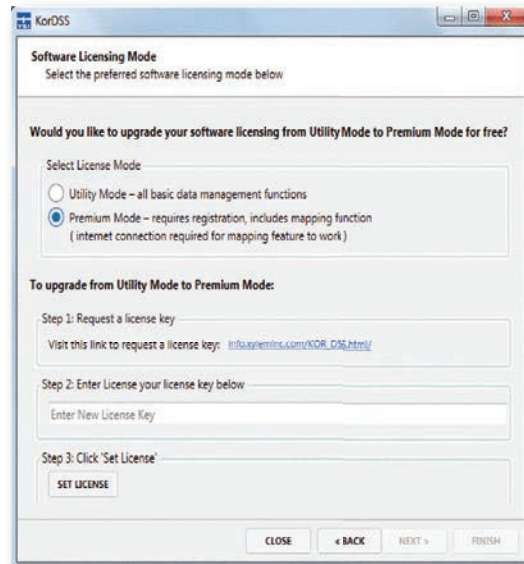 KorDSS
Software Licensing Mode
Select the preferred software licensing mode below
Would you like to upgrade your software licensing from Utility Mode to Premium Mode for free?
Select License Mode
Utility Mode – all basic data management functions
Premium Mode – requires registration, includes mapping function
( internet connection required for mapping feature to work )
To upgrade from Utility Mode to Premium Mode:
Step 1: Request a license key
Visit this link to request a license key: info.xyleminc.com/KOR_DSS.html/
Step 2: Enter License your license key below
Enter New License Key
Step 3: Click 'Set License'
SET LICENSE
CLOSE « BACK NEXT » FINISH